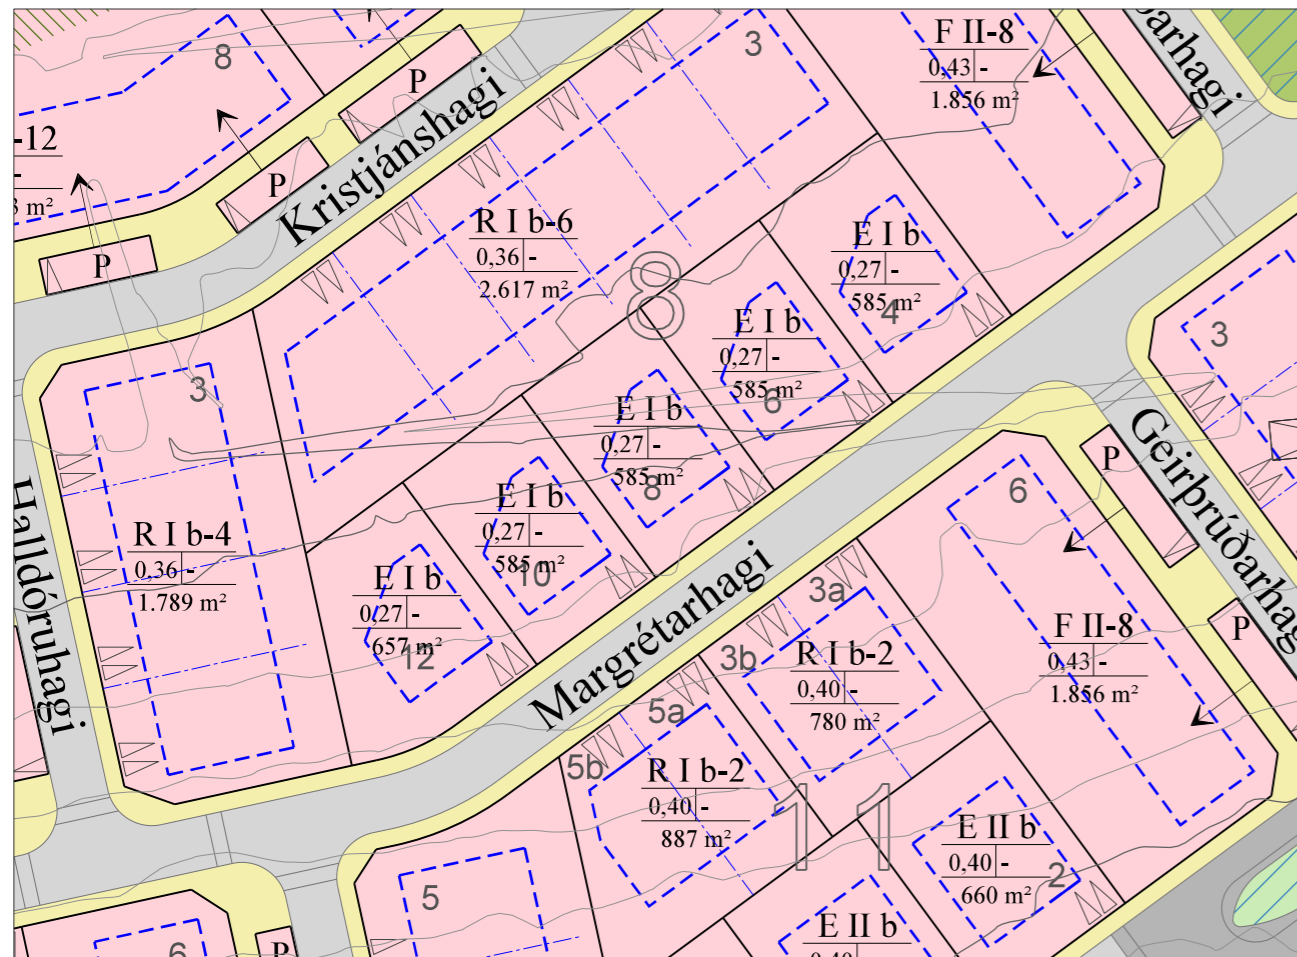 8
3
F II-8
0,43 -
1.856 m²
P
Kristjánshagi
-12
-
P
P
R I b-6
0,36 -
2.617 m²
8
E I b
0,27 -
585 m²
4
E I b
0,27 -
585 m²
6
E I b
0,27 -
585 m²
8
E I b
0,27 -
585 m²
10
E I b
0,27 -
657 m²
12
3
R I b-4
0,36 -
1.789 m²
Halldóruhagi
Margrétarhagi
3
Geirþrúðarhagi
P
P
6
F II-8
0,43 -
1.856 m²
3a
3b
R I b-2
0,40 -
780 m²
5a
5b
R I b-2
0,40 -
887 m²
11
E II b
0,40 -
660 m²
2
E II b
0,40
5
6
P